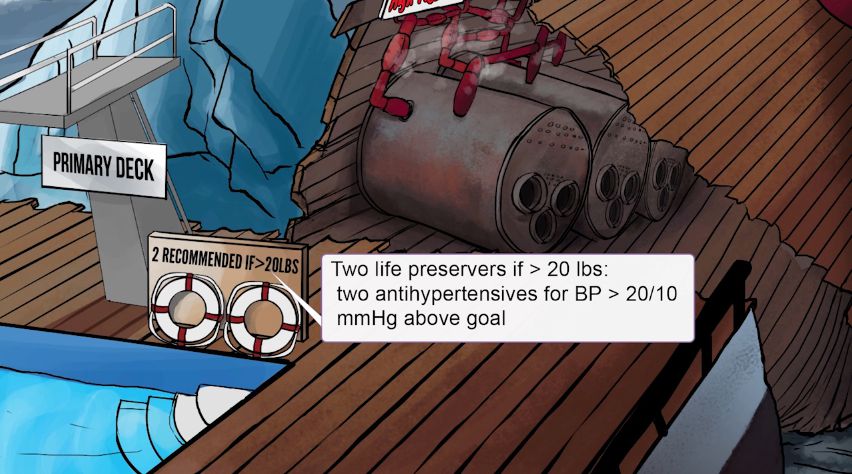 PRIMARY DECK
2 RECOMMENDED IF>20LBS
Two life preservers if > 20 lbs:
two antihypertensives for BP > 20/10
mmHg above goal